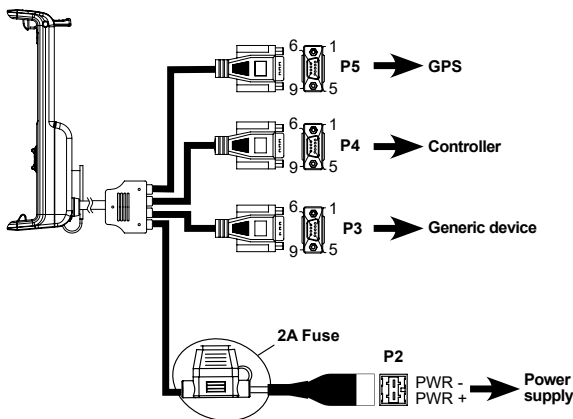 6 1
P5 GPS
9 5
6 1
P4 Controller
9 5
6 1
P3 Generic device
9 5
2A Fuse
P2
PWR -
PWR +
Power
supply